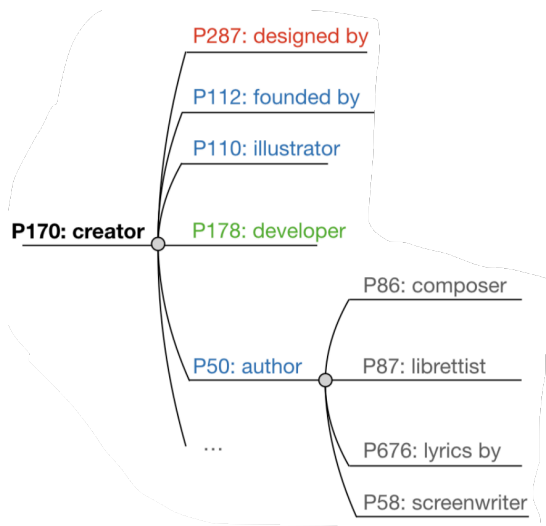 P287: designed by
P112: founded by
P110: illustrator
P170: creator
P178: developer
P86: composer
P50: author
P87: librettist
...
P676: lyrics by
P58: screenwriter